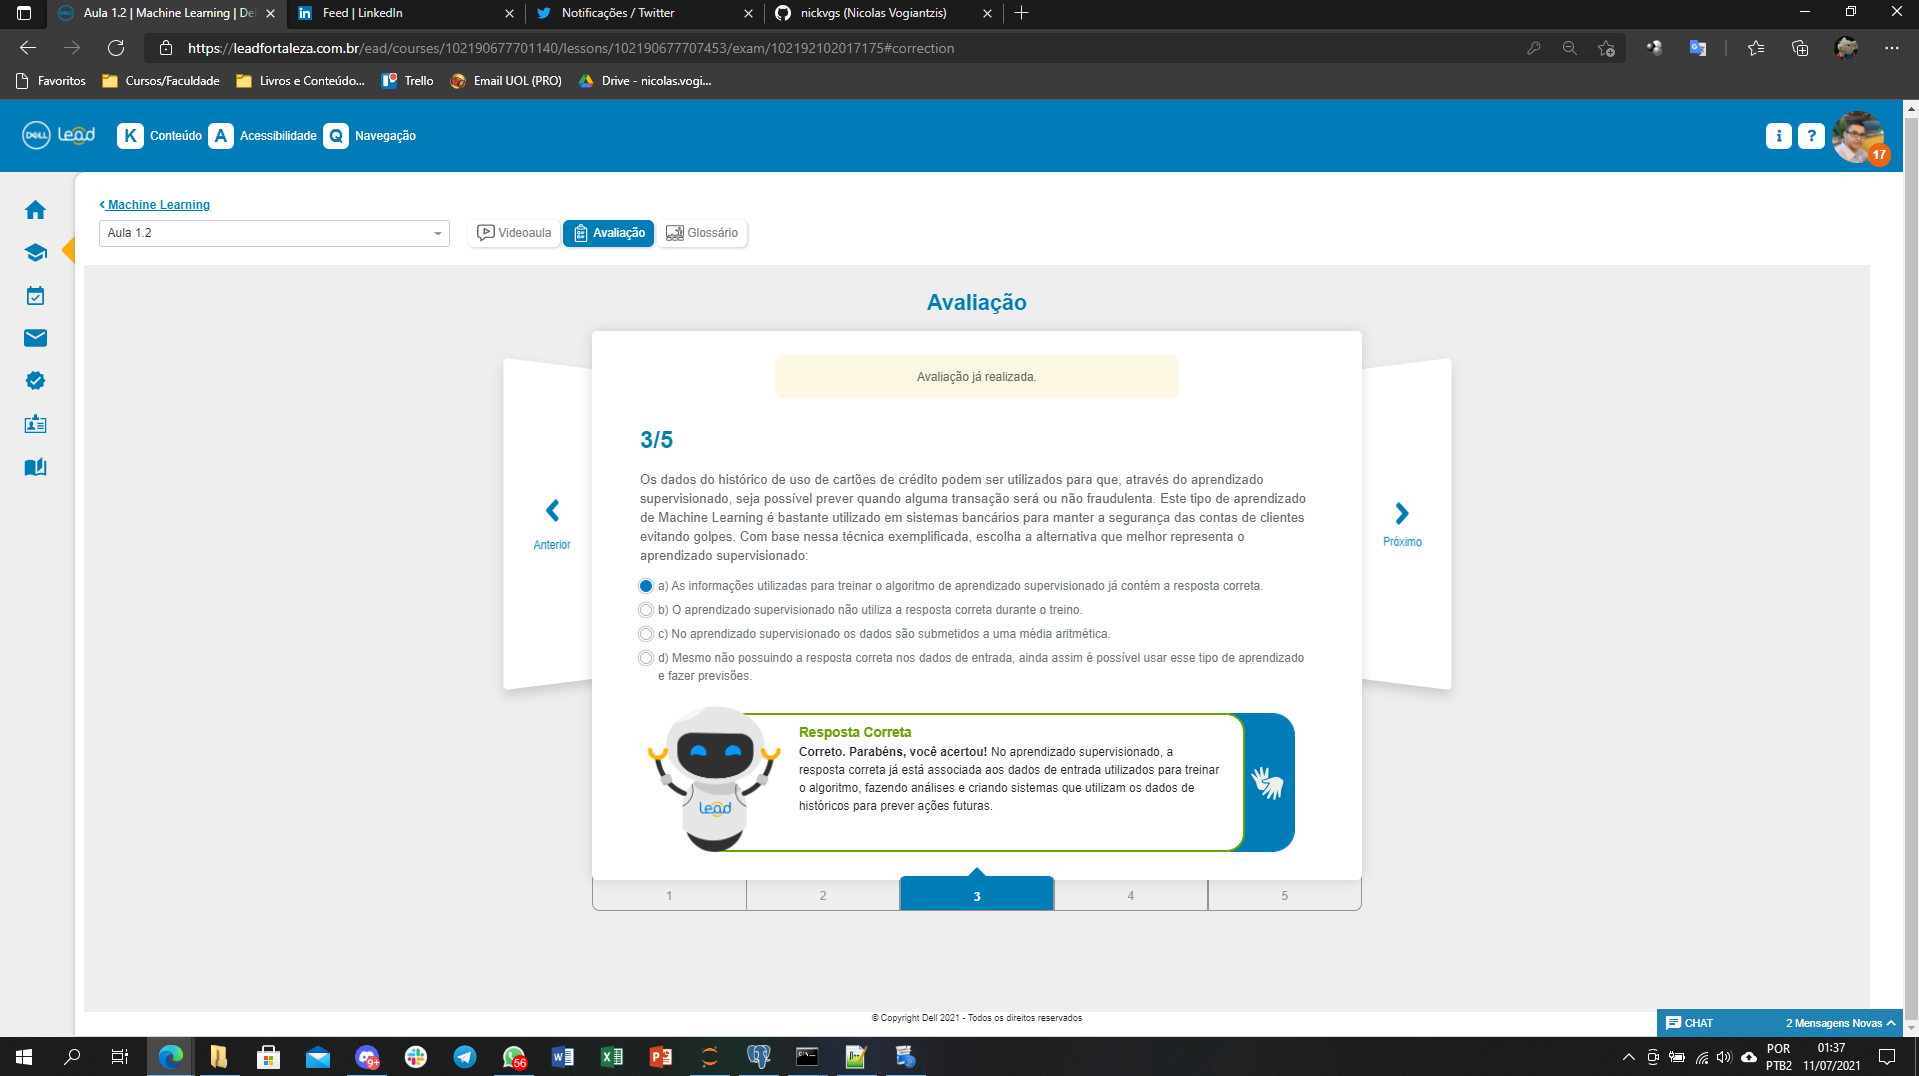 Aula 1.2 | Machine Learning | De
Feed | LinkedIn
Notificações / Twitter
nickvgs (Nicolas Vogiantzis)
https://leadfortaleza.com.br/ead/courses/102190677701140/lessons/102190677707453/exam/102192102017175#correction
Favoritos
Cursos/Faculdade
Livros e Conteúdo...
Trello
Email UOL (PRO)
Drive - nicolas.vogi...
DELL
Lead
K Conteúdo
A Acessibilidade
Q Navegação
i
?
17
Machine Learning
Aula 1.2
Videoaula
Avaliação
Glossário
Avaliação
Avaliação já realizada.
3/5
Os dados do histórico de uso de cartões de crédito podem ser utilizados para que, através do aprendizado
supervisionado, seja possível prever quando alguma transação será ou não fraudulenta. Este tipo de aprendizado
de Machine Learning é bastante utilizado em sistemas bancários para manter a segurança das contas de clientes
evitando golpes. Com base nessa técnica exemplificada, escolha a alternativa que melhor representa o
aprendizado supervisionado:
Anterior
Próximo
a) As informações utilizadas para treinar o algoritmo de aprendizado supervisionado já contém a resposta correta.
b) O aprendizado supervisionado não utiliza a resposta correta durante o treino.
c) No aprendizado supervisionado os dados são submetidos a uma média aritmética.
d) Mesmo não possuindo a resposta correta nos dados de entrada, ainda assim é possível usar esse tipo de aprendizado
e fazer previsões.
Resposta Correta
Correto. Parabéns, você acertou! No aprendizado supervisionado, a
resposta correta já está associada aos dados de entrada utilizados para treinar
o algoritmo, fazendo análises e criando sistemas que utilizam os dados de
históricos para prever ações futuras.
Lead
1
2
3
4
5
© Copyright Dell 2021 - Todos os direitos reservados
CHAT
2 Mensagens Novas
9+
56
POR
PTB2
01:37
11/07/2021